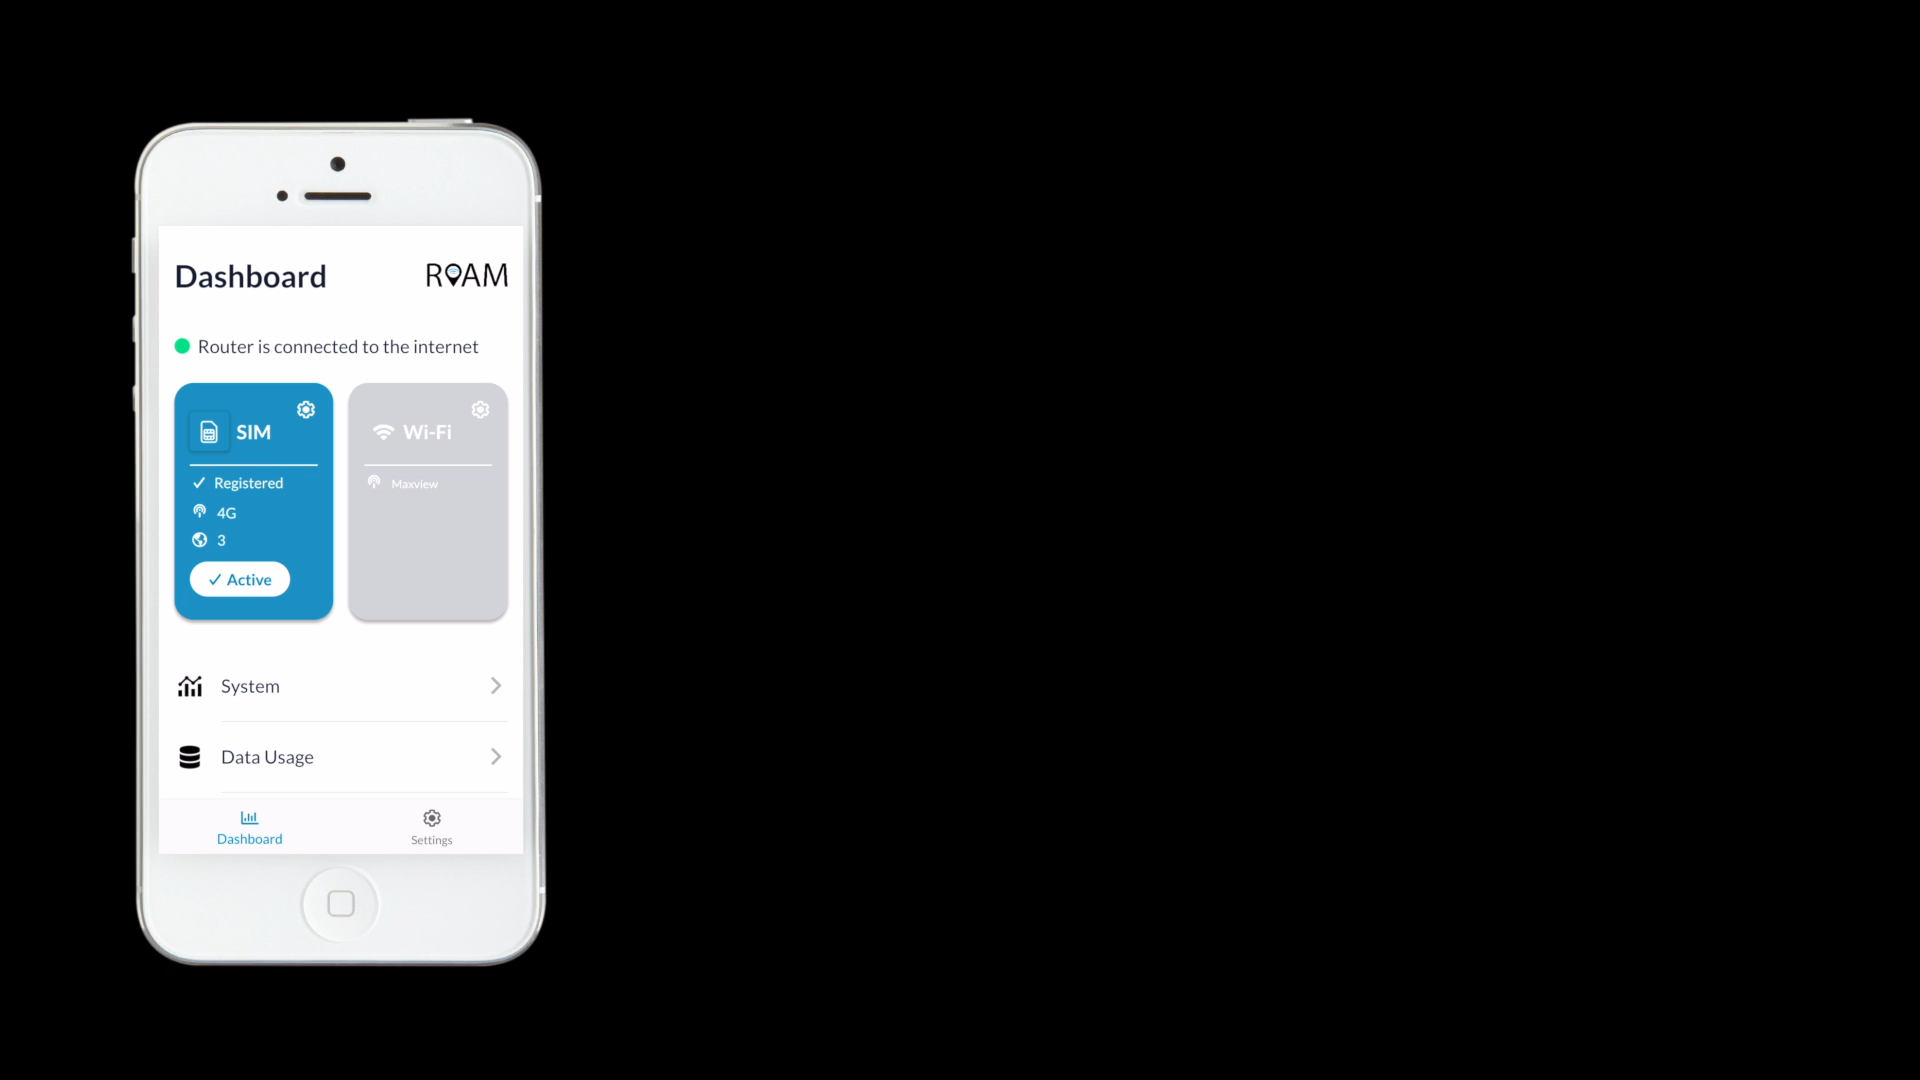 Dashboard
ROAM
Router is connected to the internet
SIM
Registered
4G
3
Active
Wi-Fi
Maxview
System
Data Usage
Dashboard
Settings